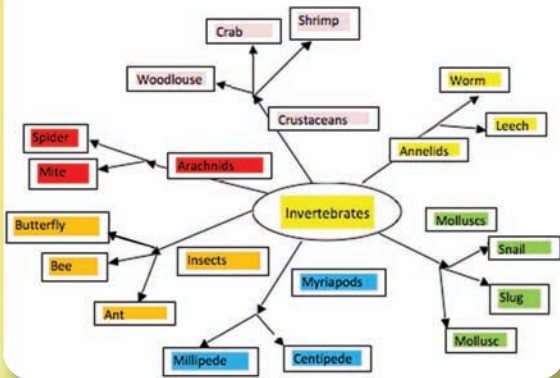 Shrimp
Crab
Woodlouse
Worm
Crustaceans
Leech
Spider
Annelids
Mite
Arachnids
Butterfly
Invertebrates
Molluscs
Snail
Bee
Insects
Myriapods
Slug
Ant
Mollusc
Millipede
Centipede